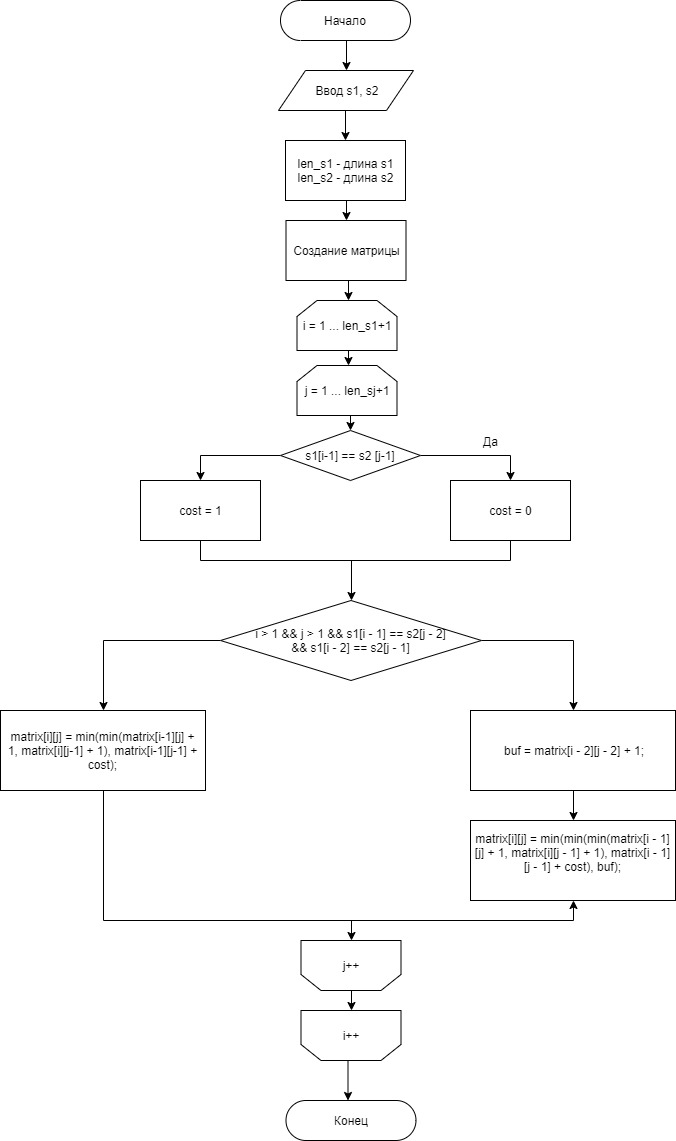 Начало
Ввод s1, s2
len_s1 - длина s1
len_s2 - длина s2
Создание матрицы
i = 1 ... len_s1+1
j = 1 ... len_sj+1
s1[i-1] == s2 [j-1]
Да
cost = 1
cost = 0
i > 1 && j > 1 && s1[i - 1] == s2[j - 2]
&& s1[i - 2] == s2[j - 1]
matrix[i][j] = min(min(matrix[i-1][j] +
1, matrix[i][j-1] + 1), matrix[i-1][j-1] +
cost);
buf = matrix[i - 2][j - 2] + 1;
matrix[i][j] = min(min(min(matrix[i - 1]
[j] + 1, matrix[i][j - 1] + 1), matrix[i - 1]
[j - 1] + cost), buf);
j++
i++
Конец